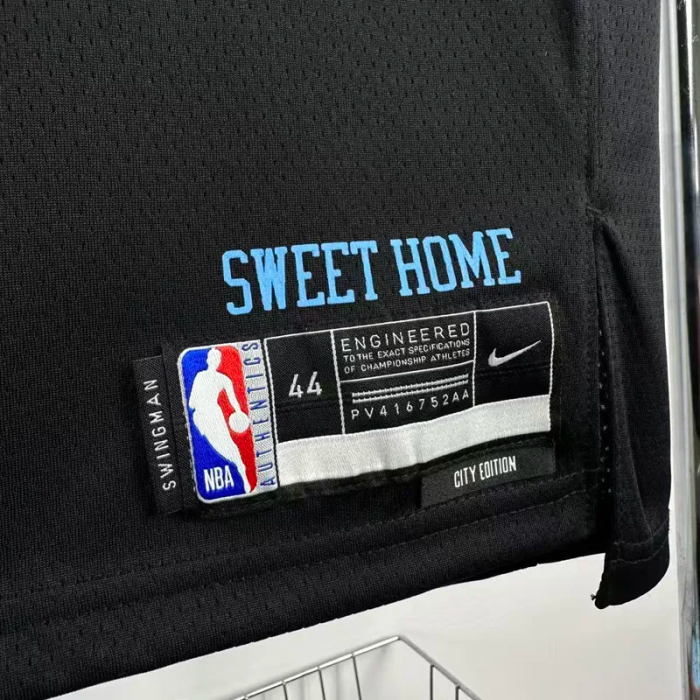 SWEET HOME
SWINGMAN
NBA
AUTHENTICS
44
ENGINEERED
TO THE EXACT SPECIFICATIONS
OF CHAMPIONSHIP ATHLETES
PV416752AA
CITY EDITION